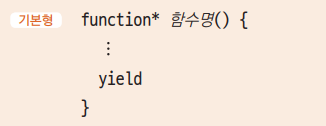 기본형 function* 함수명() {
⋮
yield
}